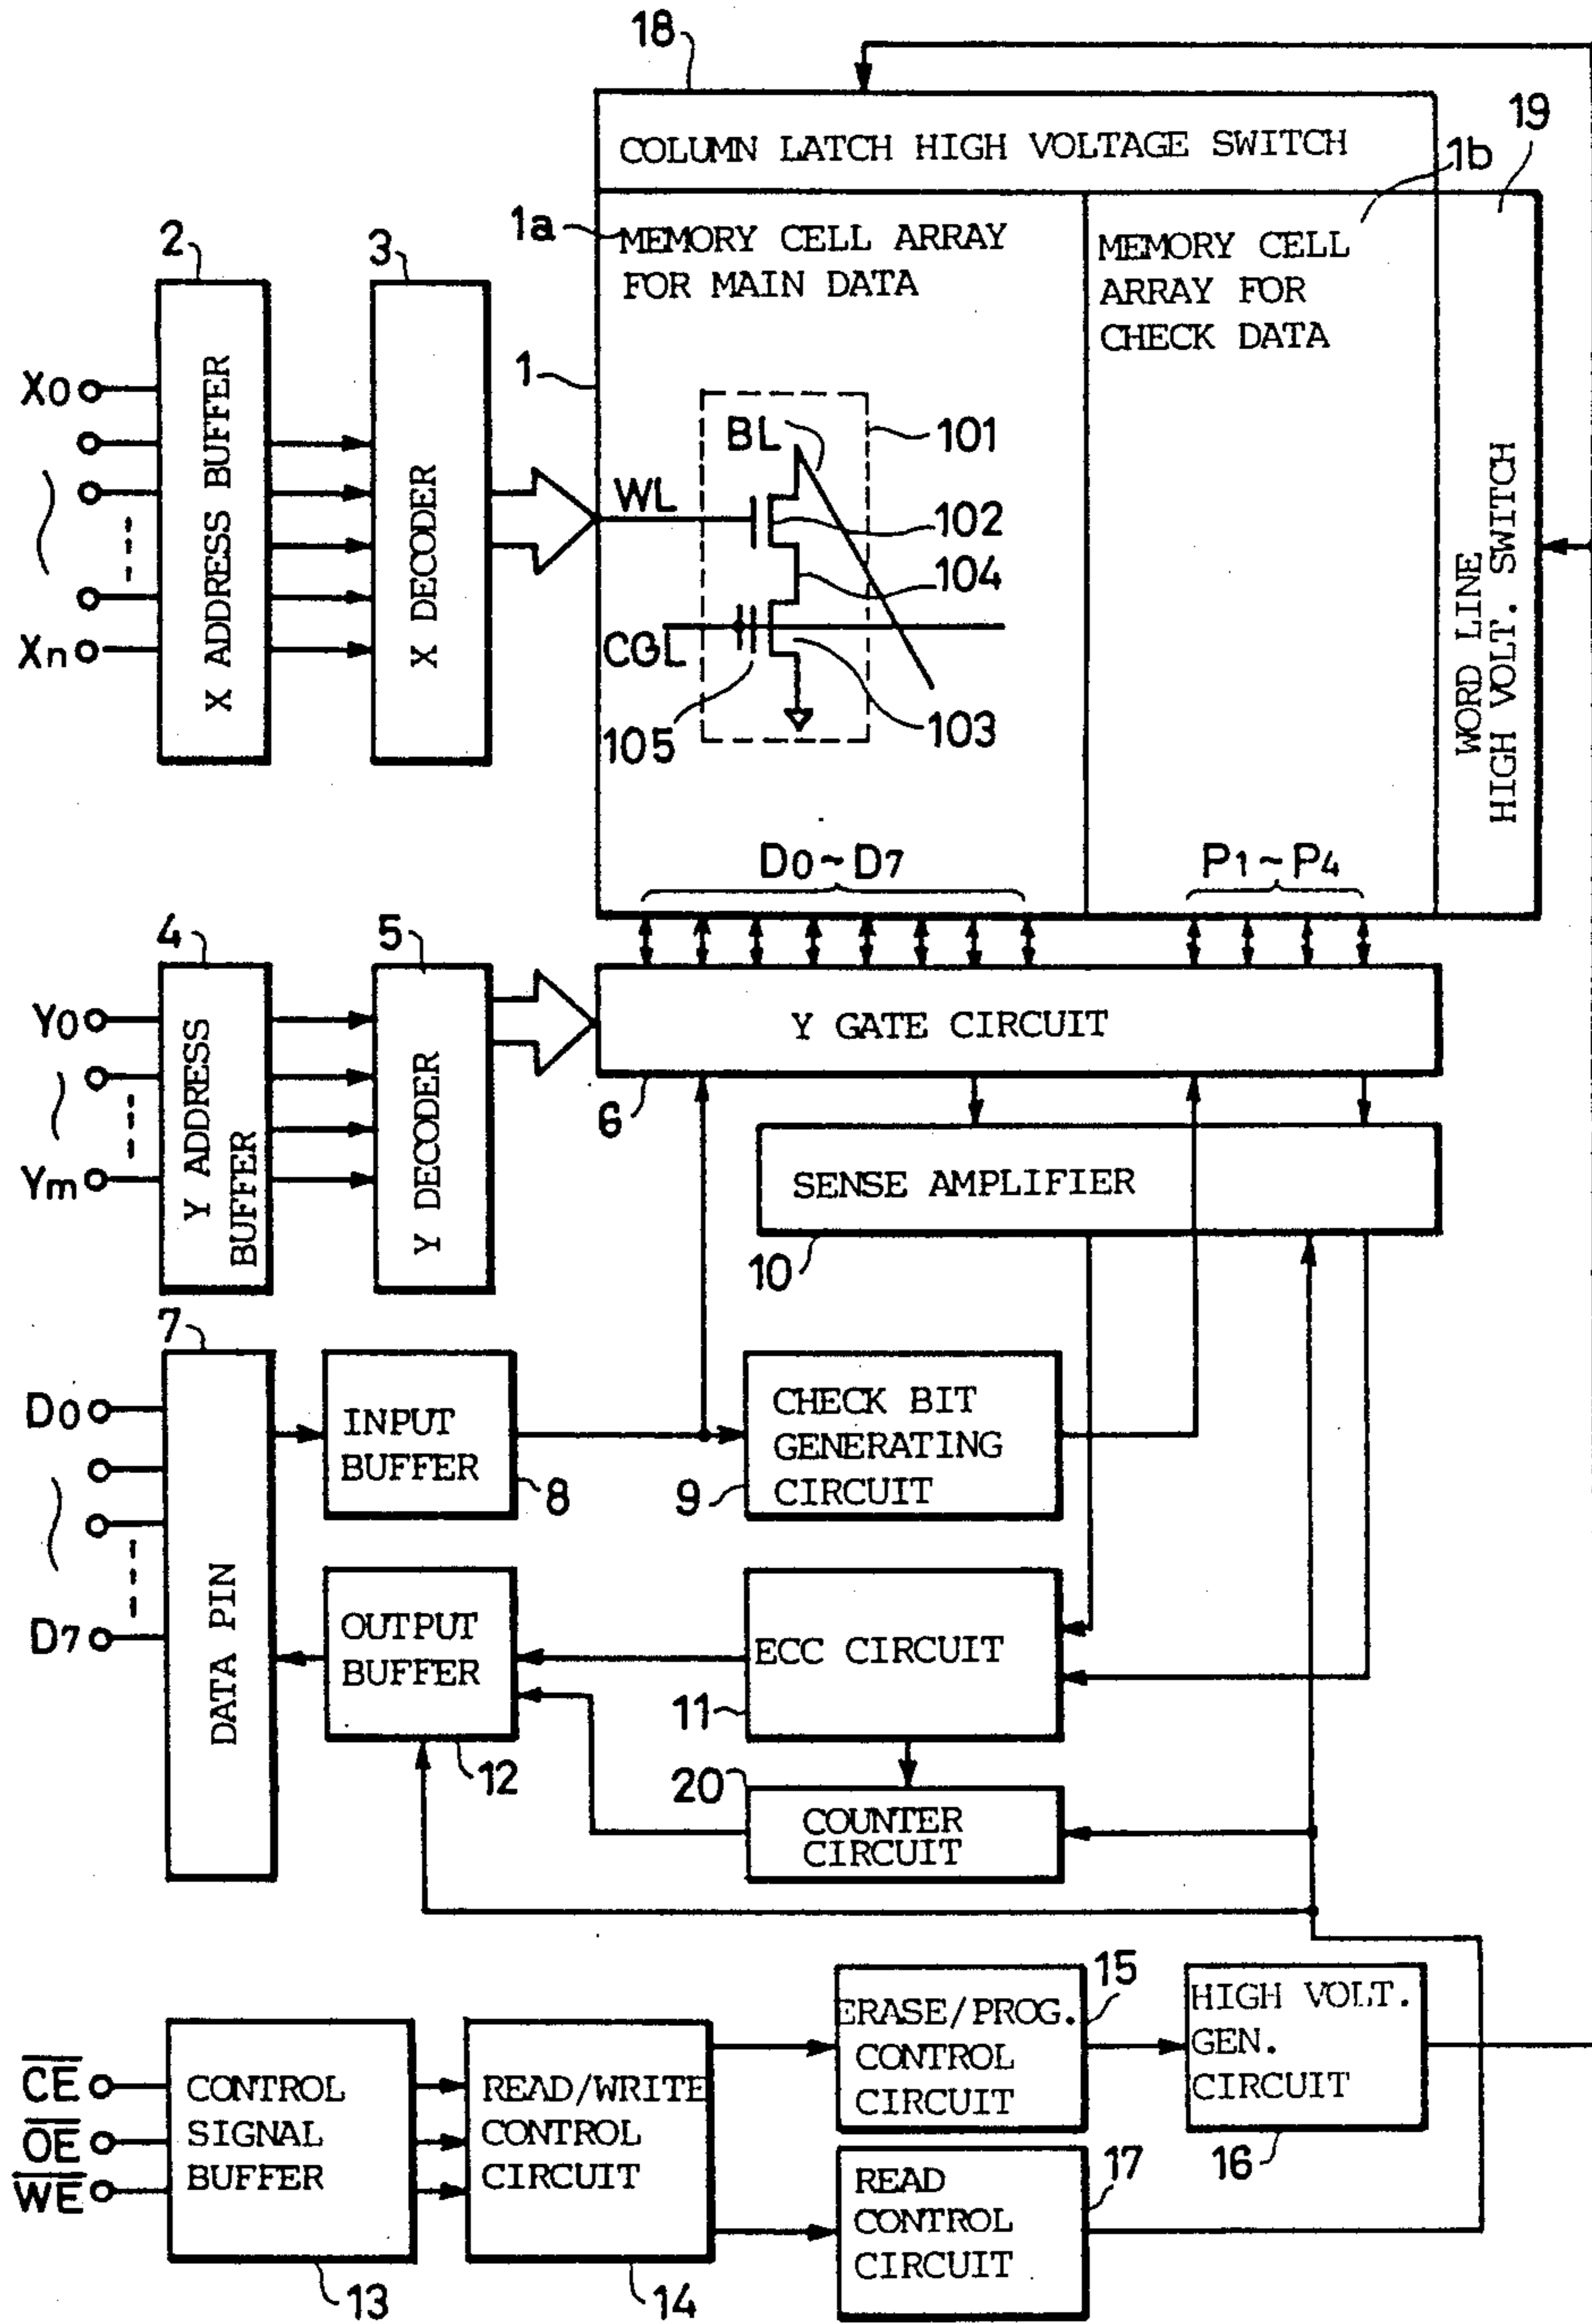 18
COLUMN LATCH HIGH VOLTAGE SWITCH
19
1b
1a
MEMORY CELL ARRAY
FOR MAIN DATA
MEMORY CELL
ARRAY FOR
CHECK DATA
2
3
1
X0
Xn
X ADDRESS BUFFER
X DECODER
BL
101
WL
102
104
CGL
105
103
WORD LINE
HIGH VOLT. SWITCH
D0~D7
P1~P4
4
5
Y0
Ym
Y ADDRESS
BUFFER
Y DECODER
Y GATE CIRCUIT
6
SENSE AMPLIFIER
10
7
D0
D7
DATA PIN
INPUT
BUFFER
8
CHECK BIT
GENERATING
CIRCUIT
9
OUTPUT
BUFFER
12
ECC CIRCUIT
11
20
COUNTER
CIRCUIT
CE
OE
WE
CONTROL
SIGNAL
BUFFER
13
READ/WRITE
CONTROL
CIRCUIT
14
ERASE/PROG.
CONTROL
CIRCUIT
15
HIGH VOLT.
GEN.
CIRCUIT
16
READ
CONTROL
CIRCUIT
17